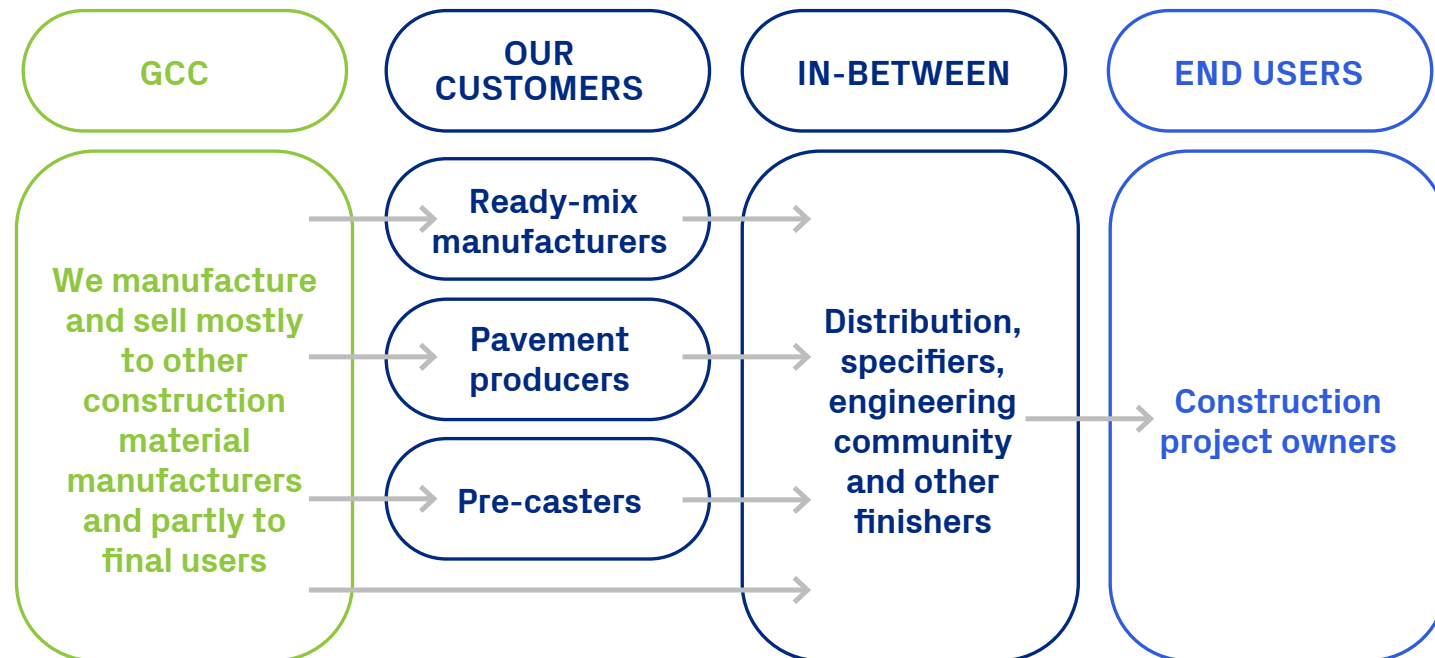 GCC
OUR
CUSTOMERS
IN-BETWEEN
END USERS
We manufacture
and sell mostly
to other
construction
material
manufacturers
and partly to
final users
Ready-mix
manufacturers
Pavement
producers
Pre-casters
Distribution,
specifiers,
engineering
community
and other
finishers
Construction
project owners